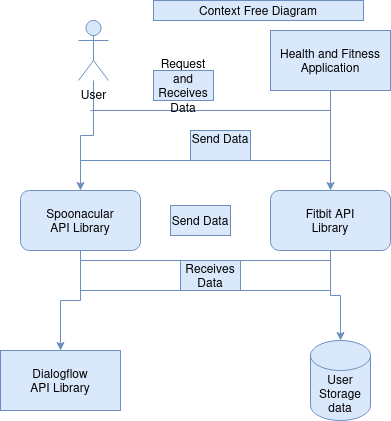 Context Free Diagram
Health and Fitness
Application
User
Request
and
Receives
Data
Send Data
Spoonacular
API Library
Send Data
Fitbit API
Library
Receives
Data
Dialogflow
API Library
User
Storage
data